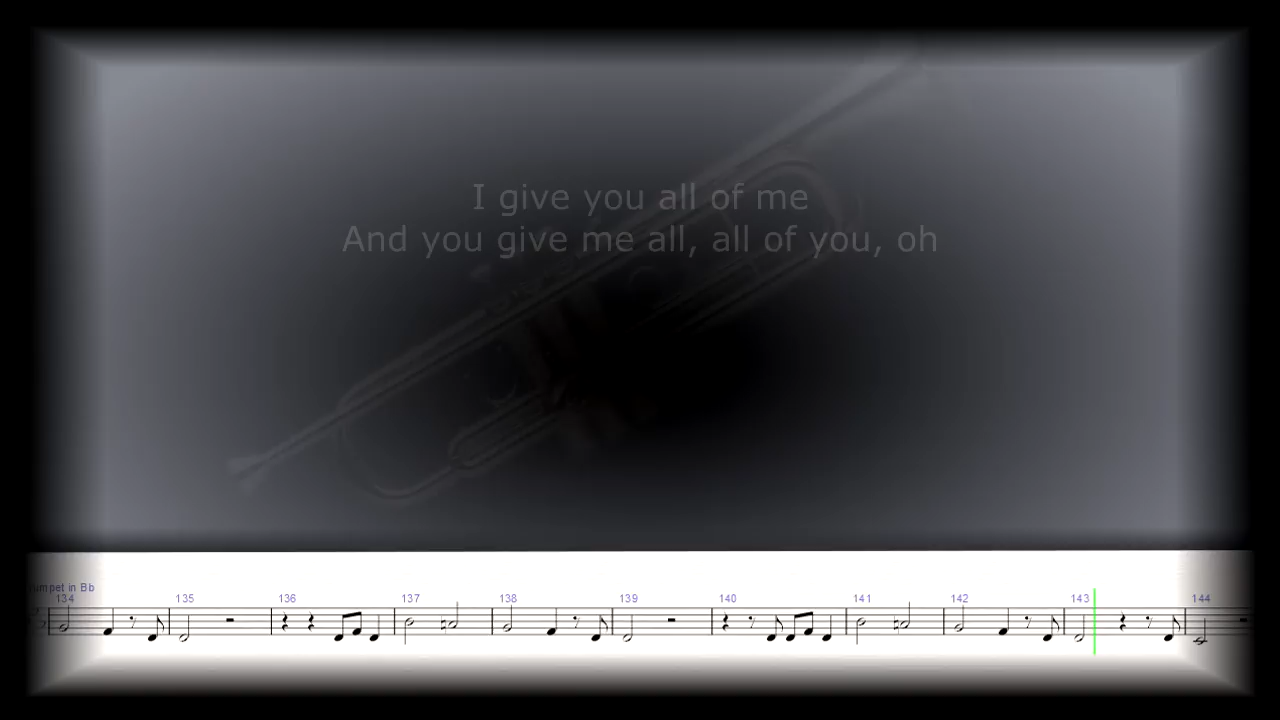 I give you all of me
And you give me all, all of you, oh
rumpet in Bb
134 135 136 137 138 139 140 141 142 143 144